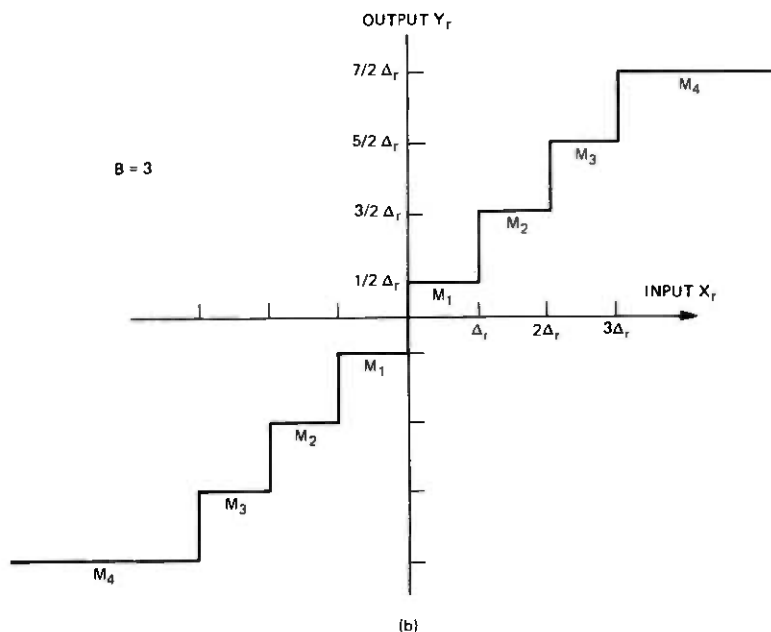 OUTPUT Yr
7/2 Δr
M4
5/2 Δr
M3
B = 3
3/2 Δr
M2
1/2 Δr
M1
INPUT Xr
Δr
2Δr
3Δr
M1
M2
M3
M4
(b)